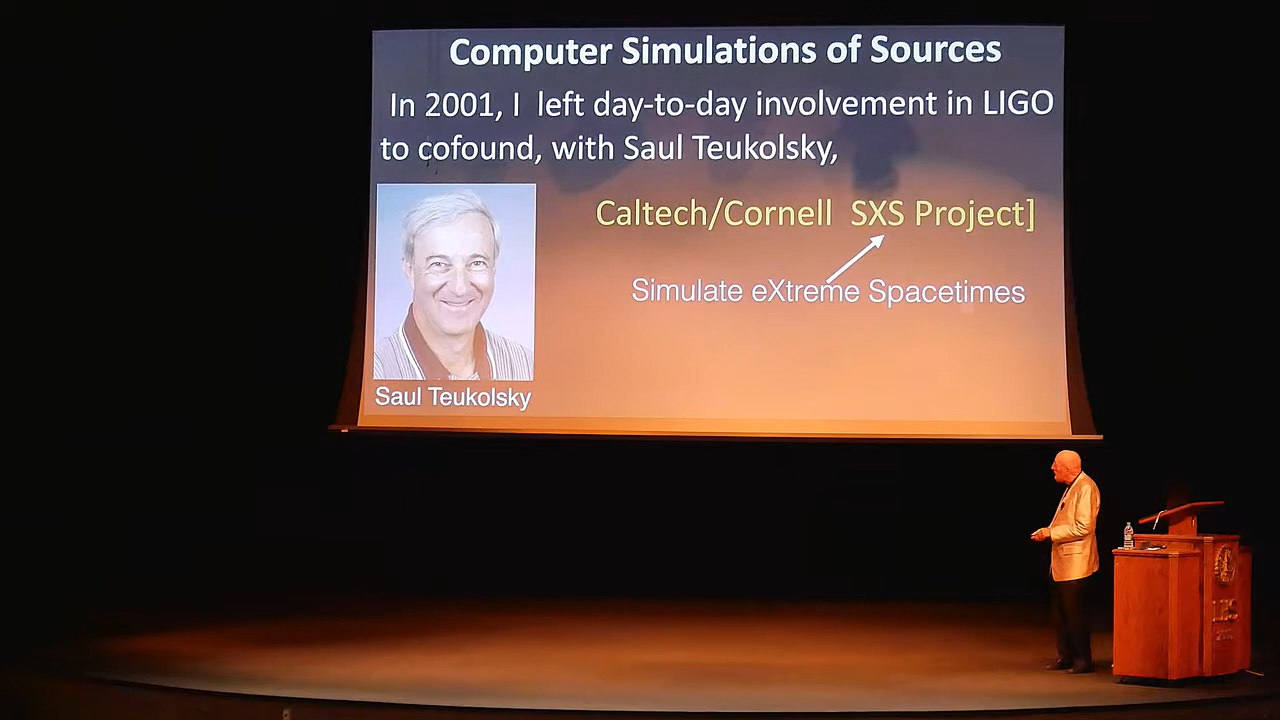 Computer Simulations of Sources
In 2001, I left day-to-day involvement in LIGO
to cofound, with Saul Teukolsky,
Caltech/Cornell SXS Project]
Simulate eXtreme Spacetimes
Saul Teukolsky